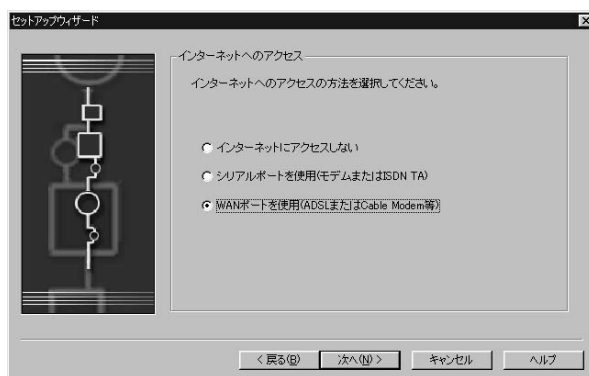 セットアップウィザード
インターネットへのアクセス
インターネットへのアクセスの方法を選択してください。
インターネットにアクセスしない
シリアルポートを使用(モデムまたはISDN TA)
WANポートを使用(ADSLまたはCable Modem等)
< 戻る(B)
次へ(N) >
キャンセル
ヘルプ